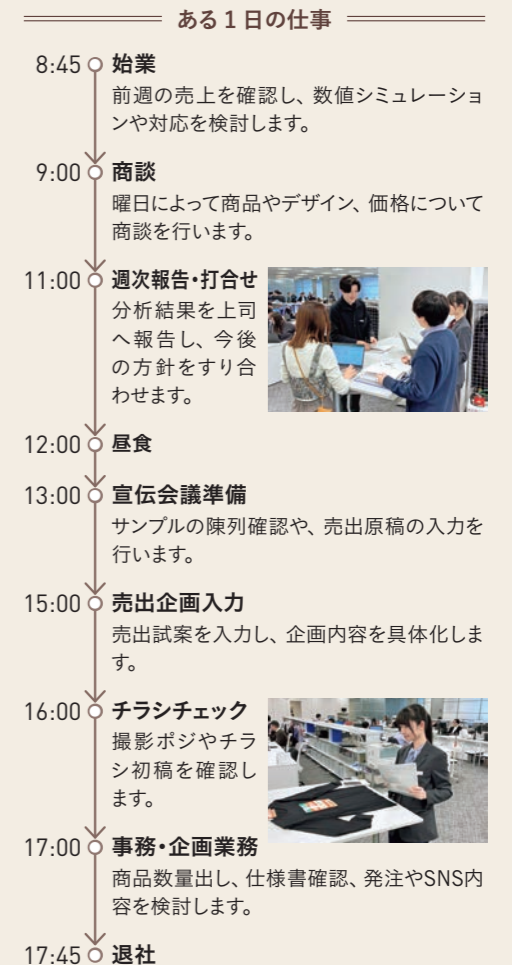 ある1日の仕事
8:45 始業
前週の売上を確認し、数値シミュレーショ
ンや対応を検討します。
9:00 商談
曜日によって商品やデザイン、価格について
商談を行います。
11:00 週次報告・打合せ
分析結果を上司
へ報告し、今後
の方針をすり合
わせます。
12:00 昼食
13:00 宣伝会議準備
サンプルの陳列確認や、売出原稿の入力を
行います。
15:00 売出企画入力
売出試案を入力し、企画内容を具体化しま
す。
16:00 チラシチェック
撮影ポジやチラ
シ初稿を確認し
ます。
17:00 事務・企画業務
商品数量出し、仕様書確認、発注やSNS内
容を検討します。
17:45 退社